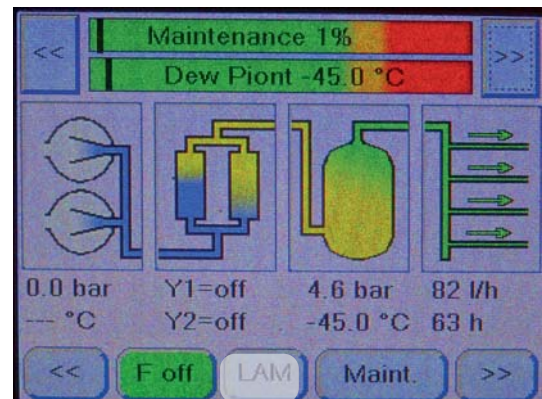 << Maintenance 1% >>
Dew Piont -45.0 °C
0.0 bar Y1=off 4.6 bar 82 l/h
--- °C Y2=off -45.0 °C 63 h
<< F off LAM Maint. >>